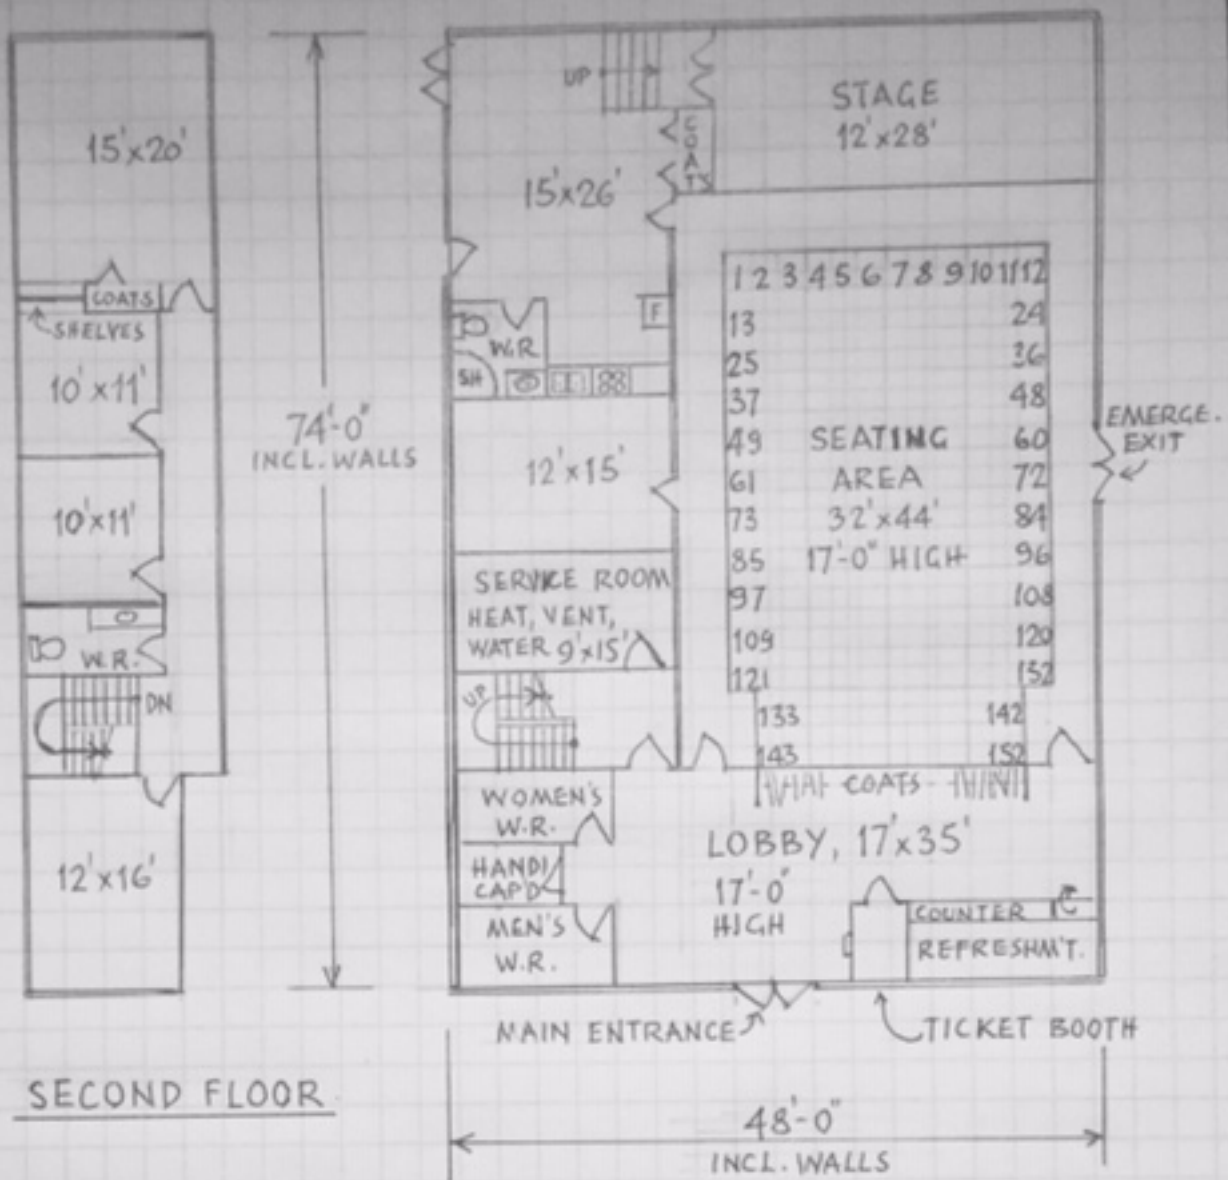 15'x20'
COATS
SHELVES
10'x11'
10'x11'
W.R.
DN
12'x16'
SECOND FLOOR
74'-0"
INCL. WALLS
UP
COATS
STAGE
12'x28'
15'x26'
F
W.R
SH
12'x15'
SERVICE ROOM
HEAT, VENT,
WATER 9'x15'
UP
1 2 3 4 5 6 7 8 9 10 11 12
13 24
25 36
37 48
49 SEATING 60
61 AREA 72
73 32'x44' 84
85 17'-0" HIGH 96
97 108
109 120
121 152
133 142
143 152
EMERGE.
EXIT
COATS
WOMEN'S
W.R.
HANDI
CAP'D
MEN'S
W.R.
LOBBY, 17'x35'
17'-0"
HIGH
COUNTER
REFRESHM'T.
MAIN ENTRANCE
TICKET BOOTH
48'-0"
INCL. WALLS